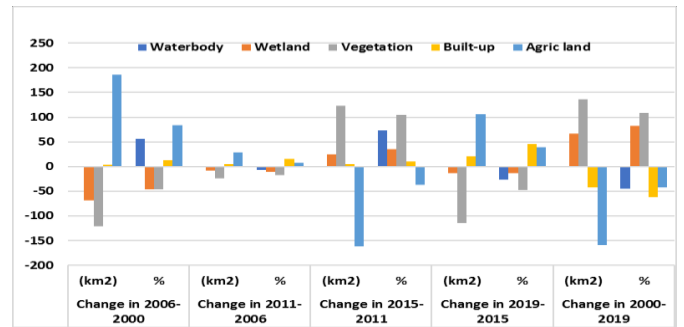 250
Waterbody Wetland Vegetation Built-up Agric land
200
150
100
50
0
-50
-100
-150
-200
(km2) % (km2) % (km2) % (km2) % (km2) %
Change in 2006- Change in 2011- Change in 2015- Change in 2019- Change in 2000-
2000 2006 2011 2015 2019